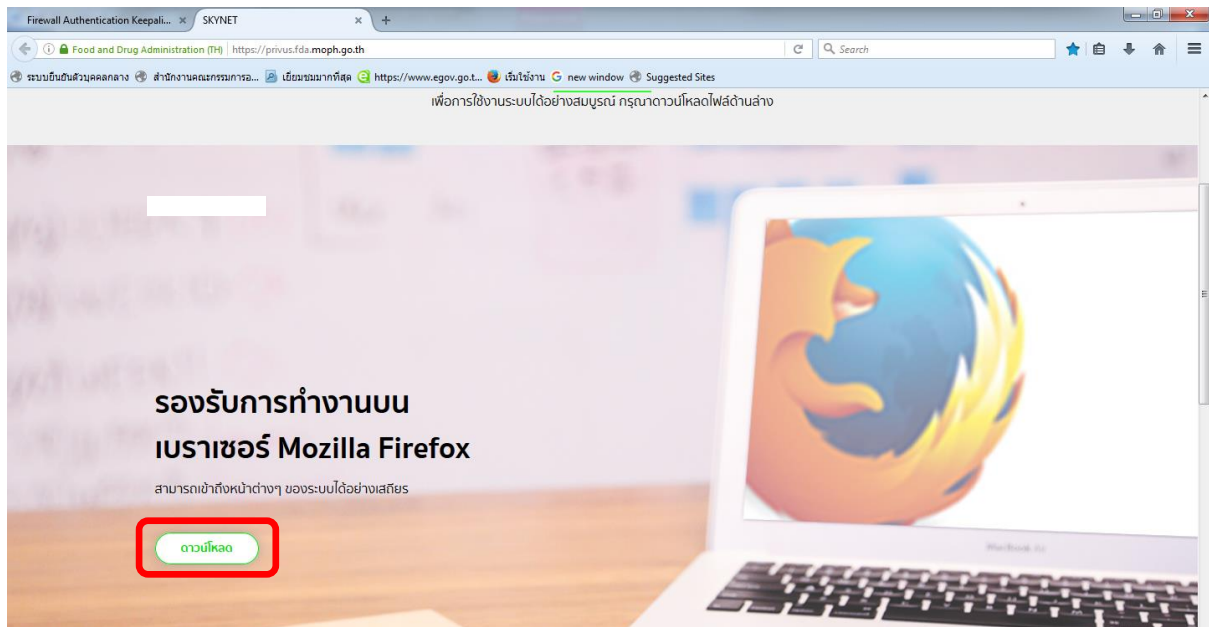 Firewall Authentication Keepali...
SKYNET
Food and Drug Administration (TH)
https://privus.fda.moph.go.th
Search
ระบบยืนยันตัวบุคคลกลาง
สำนักงานคณะกรรมการอ...
เยี่ยมชมมากที่สุด
https://www.egov.go.t...
เริ่มใช้งาน
new window
Suggested Sites
เพื่อการใช้งานระบบได้อย่างสมบูรณ์ กรุณาดาวน์โหลดไฟล์ด้านล่าง
รองรับการทำงานบน
เบราเซอร์ Mozilla Firefox
สามารถเข้าถึงหน้าต่างๆ ของระบบได้อย่างเสถียร
ดาวน์โหลด